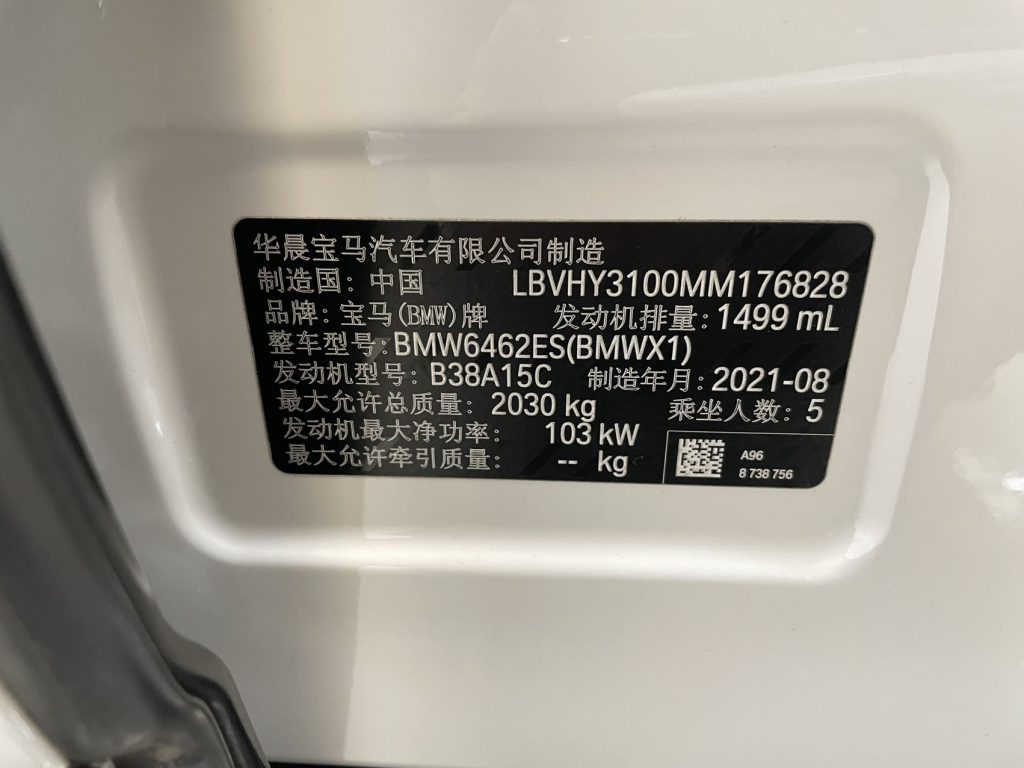 华晨宝马汽车有限公司制造
制造国：中国 LBVHY3100MM176828
品牌：宝马(BMW)牌 发动机排量：1499 mL
整车型号：BMW6462ES(BMWX1)
发动机型号：B38A15C 制造年月：2021-08
最大允许总质量：2030 kg 乘坐人数：5
发动机最大净功率：103 kW
最大允许牵引质量：-- kg
A96
8 738 756